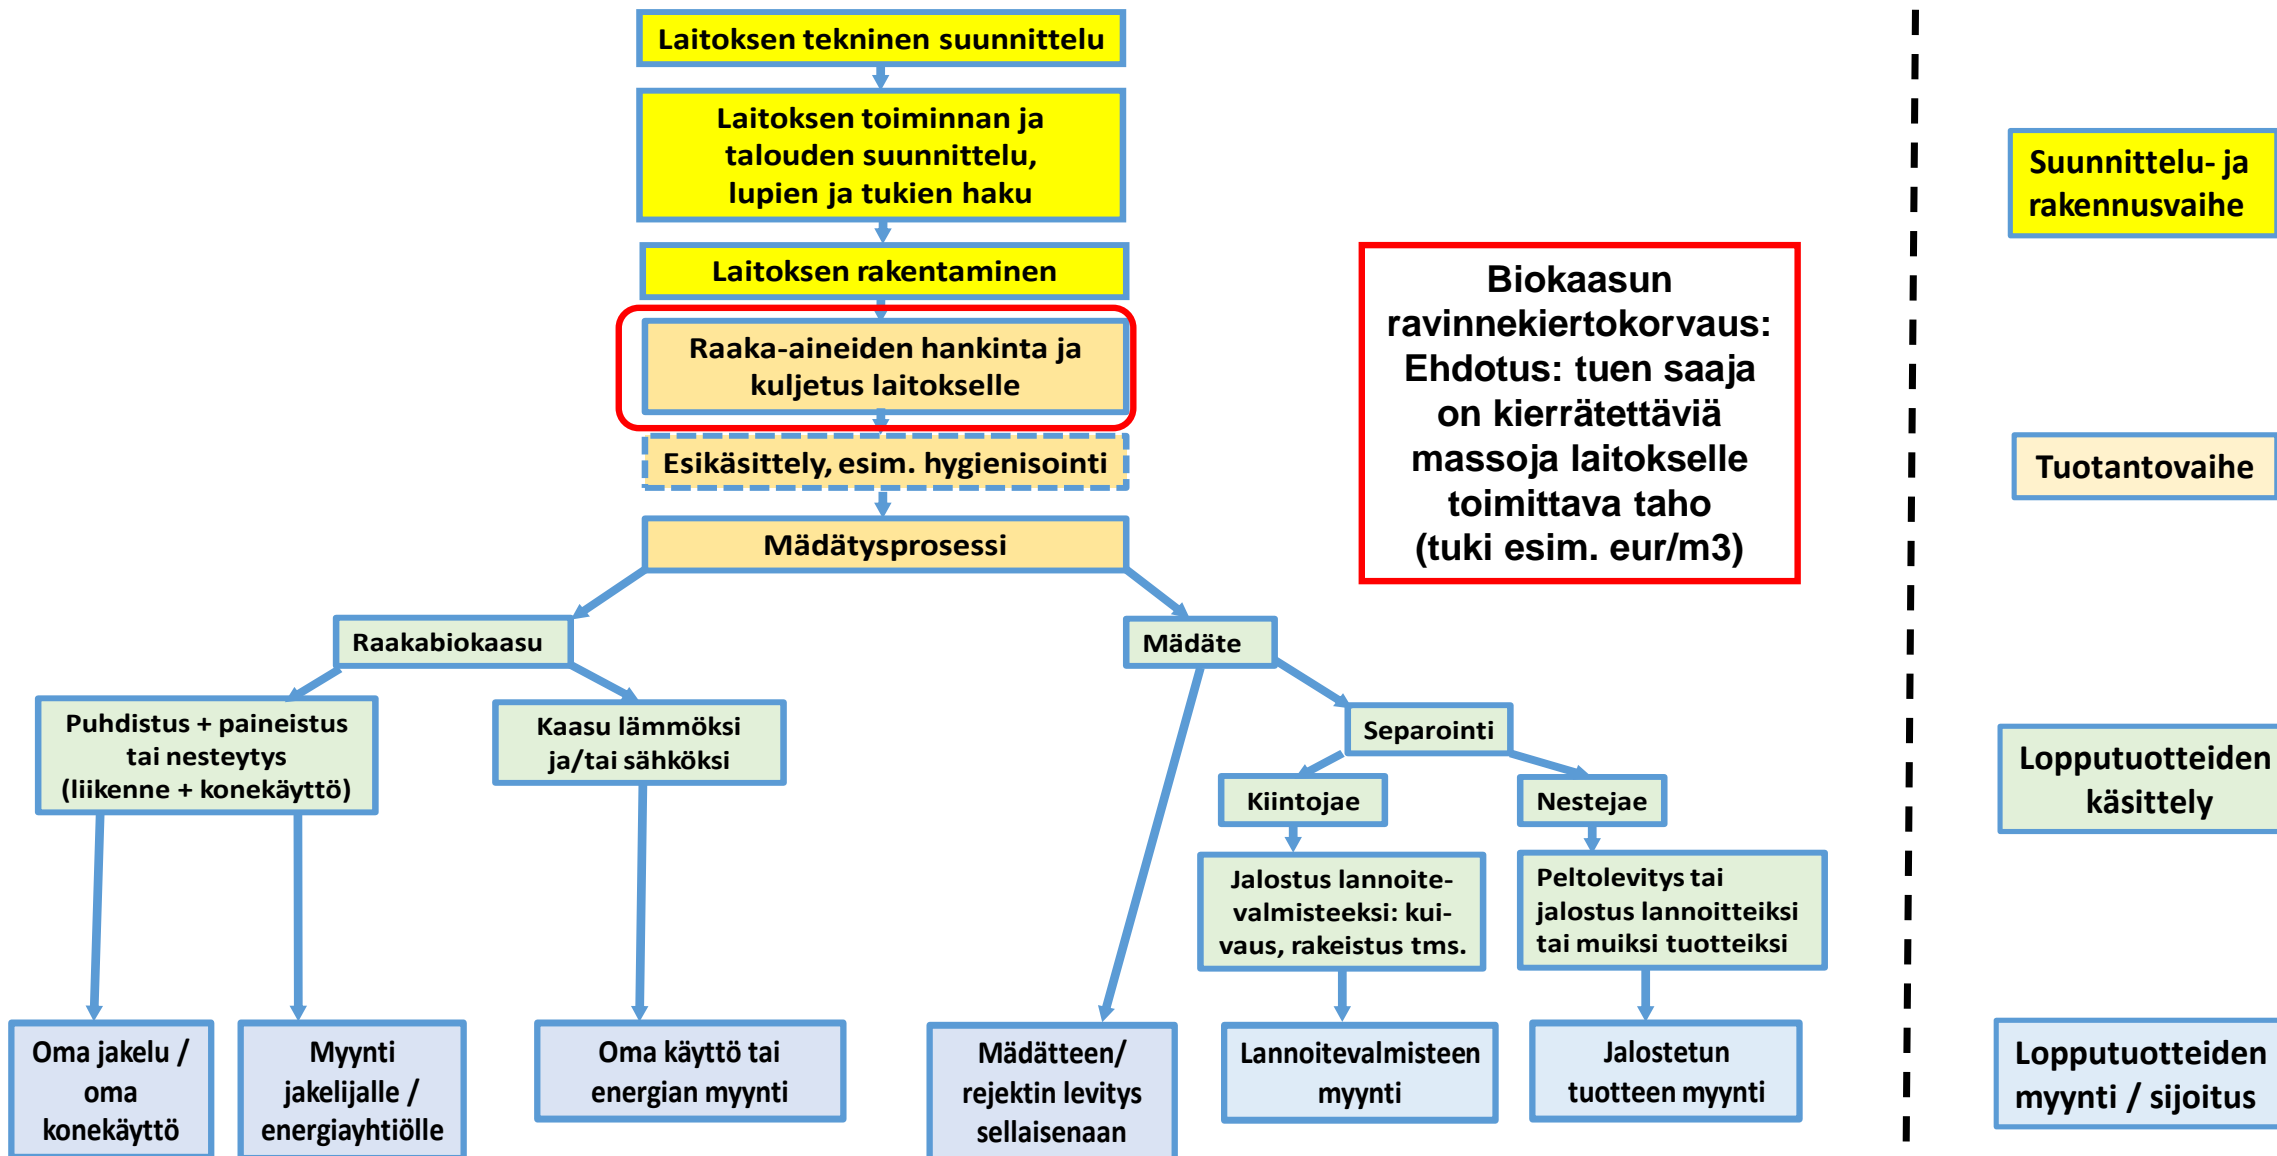 Laitoksen tekninen suunnittelu
Laitoksen toiminnan ja
talouden suunnittelu,
lupien ja tukien haku
Laitoksen rakentaminen
Raaka-aineiden hankinta ja
kuljetus laitokselle
Esikäsittely, esim. hygienisointi
Mädätysprosessi
Biokaasun
ravinnekiertokorvaus:
Ehdotus: tuen saaja
on kierrätettäviä
massoja laitokselle
toimittava taho
(tuki esim. eur/m3)
Raakabiokaasu
Mädäte
Puhdistus + paineistus
tai nesteytys
(liikenne + konekäyttö)
Kaasu lämmöksi
ja/tai sähköksi
Separointi
Kiintojae
Nestejae
Jalostus lannoite-
valmisteeksi: kui-
vaus, rakeistus tms.
Peltolevitys tai
jalostus lannoitteiksi
tai muiksi tuotteiksi
Oma jakelu /
oma
konekäyttö
Myynti
jakelijalle /
energiayhtiölle
Oma käyttö tai
energian myynti
Mädätteen/
rejektin levitys
sellaisenaan
Lannoitevalmisteen
myynti
Jalostetun
tuotteen myynti
Suunnittelu- ja
rakennusvaihe
Tuotantovaihe
Lopputuotteiden
käsittely
Lopputuotteiden
myynti / sijoitus